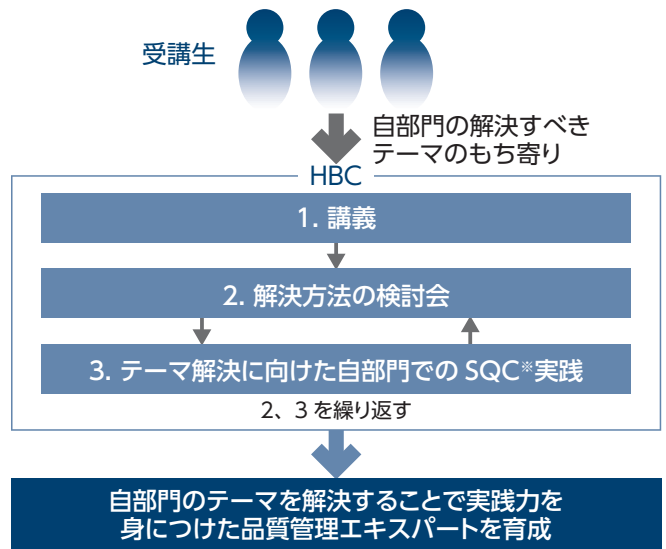 受講生
自部門の解決すべき
テーマのもち寄り
HBC
1. 講義
2. 解決方法の検討会
3. テーマ解決に向けた自部門での SQC※実践
2、3 を繰り返す
自部門のテーマを解決することで実践力を
身につけた品質管理エキスパートを育成